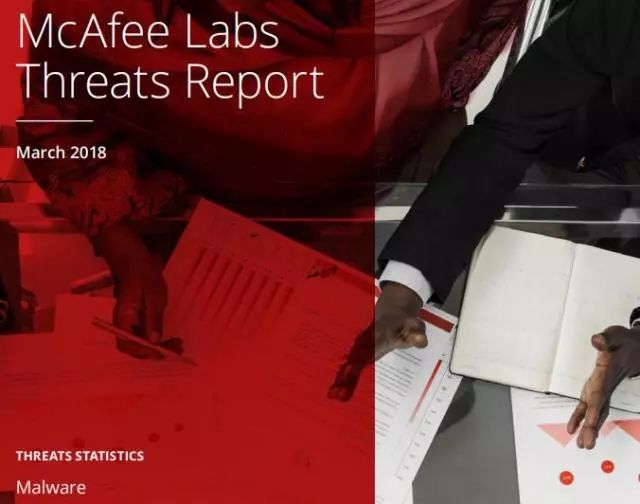 McAfee Labs
Threats Report
March 2018
THREATS STATISTICS
Malware